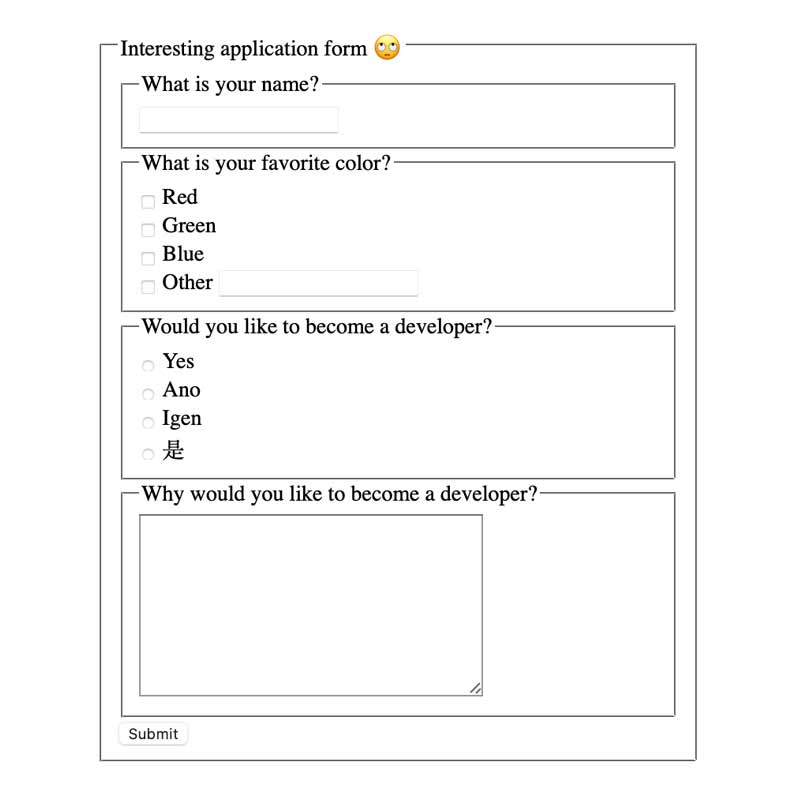 Interesting application form 🙄
What is your name?
What is your favorite color?
Red
Green
Blue
Other
Would you like to become a developer?
Yes
Ano
Igen
是
Why would you like to become a developer?
Submit